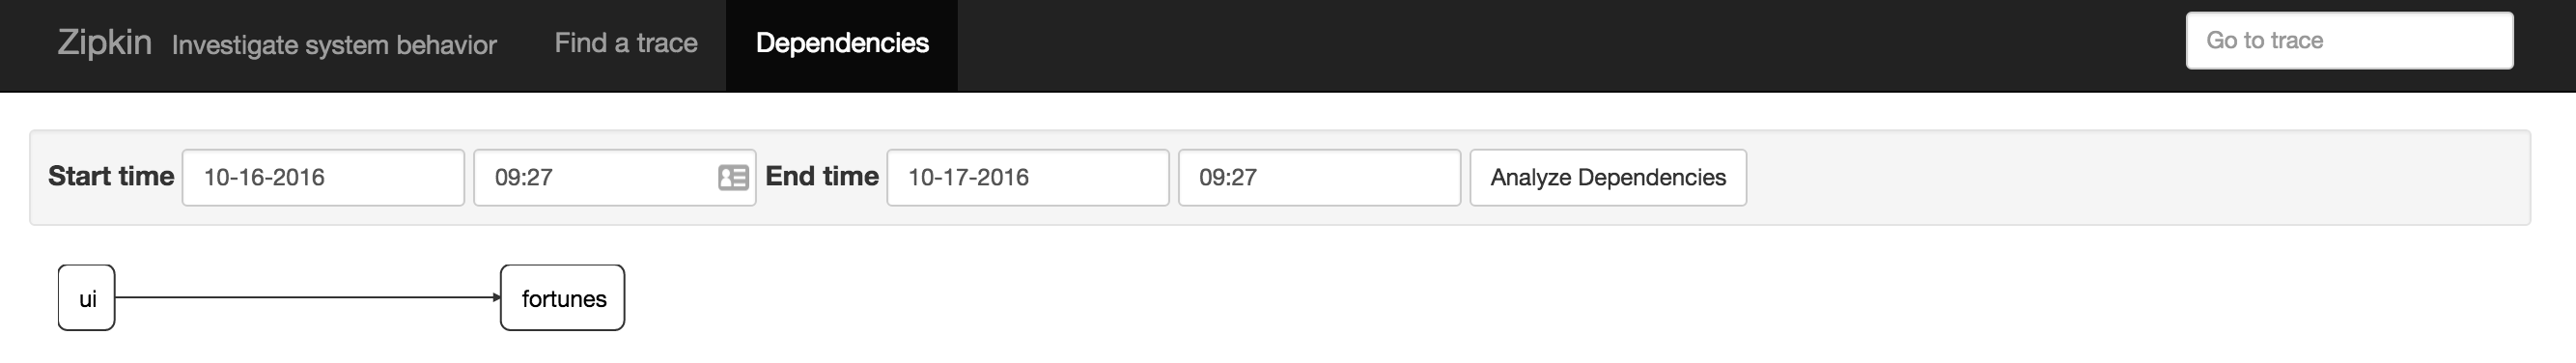 Zipkin Investigate system behavior Find a trace Dependencies Go to trace
Start time 10-16-2016 09:27 End time 10-17-2016 09:27 Analyze Dependencies
ui fortunes